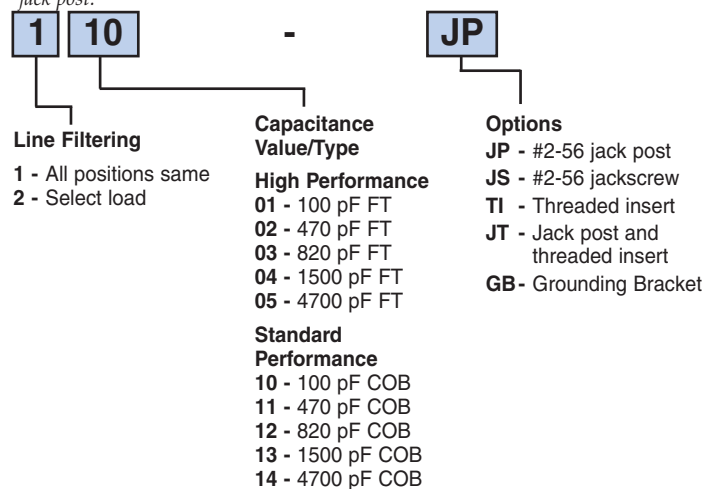 jack post.
1 10 - JP
Line Filtering
1 - All positions same
2 - Select load
Capacitance
Value/Type
High Performance
01 - 100 pF FT
02 - 470 pF FT
03 - 820 pF FT
04 - 1500 pF FT
05 - 4700 pF FT
Standard
Performance
10 - 100 pF COB
11 - 470 pF COB
12 - 820 pF COB
13 - 1500 pF COB
14 - 4700 pF COB
Options
JP - #2-56 jack post
JS - #2-56 jackscrew
TI - Threaded insert
JT - Jack post and
threaded insert
GB - Grounding Bracket